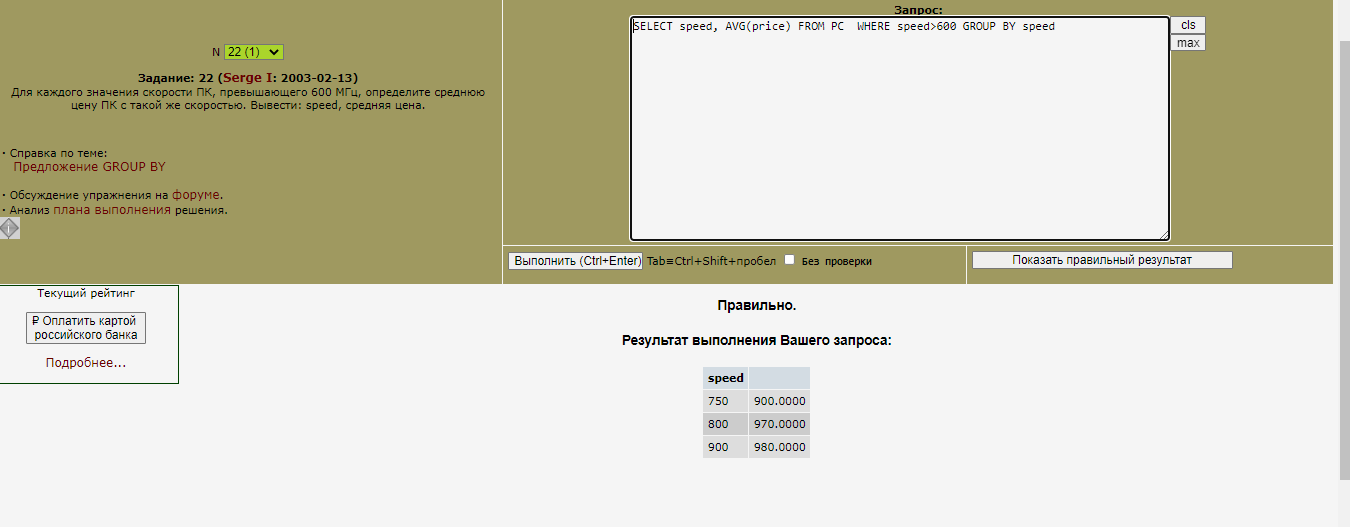 N 22 (1)
Задание: 22 (Serge I: 2003-02-13)
Для каждого значения скорости ПК, превышающего 600 МГц, определите среднюю
цену ПК с такой же скоростью. Вывести: speed, средняя цена.
· Справка по теме:
Предложение GROUP BY
· Обсуждение упражнения на форуме.
· Анализ плана выполнения решения.
Запрос:
SELECT speed, AVG(price) FROM PC  WHERE speed>600 GROUP BY speed
cls
max
Выполнить (Ctrl+Enter) Tab≡Ctrl+Shift+пробел Без проверки
Показать правильный результат
Текущий рейтинг
₽ Оплатить картой
российского банка
Подробнее...
Правильно.
Результат выполнения Вашего запроса:
speed
750 900.0000
800 970.0000
900 980.0000